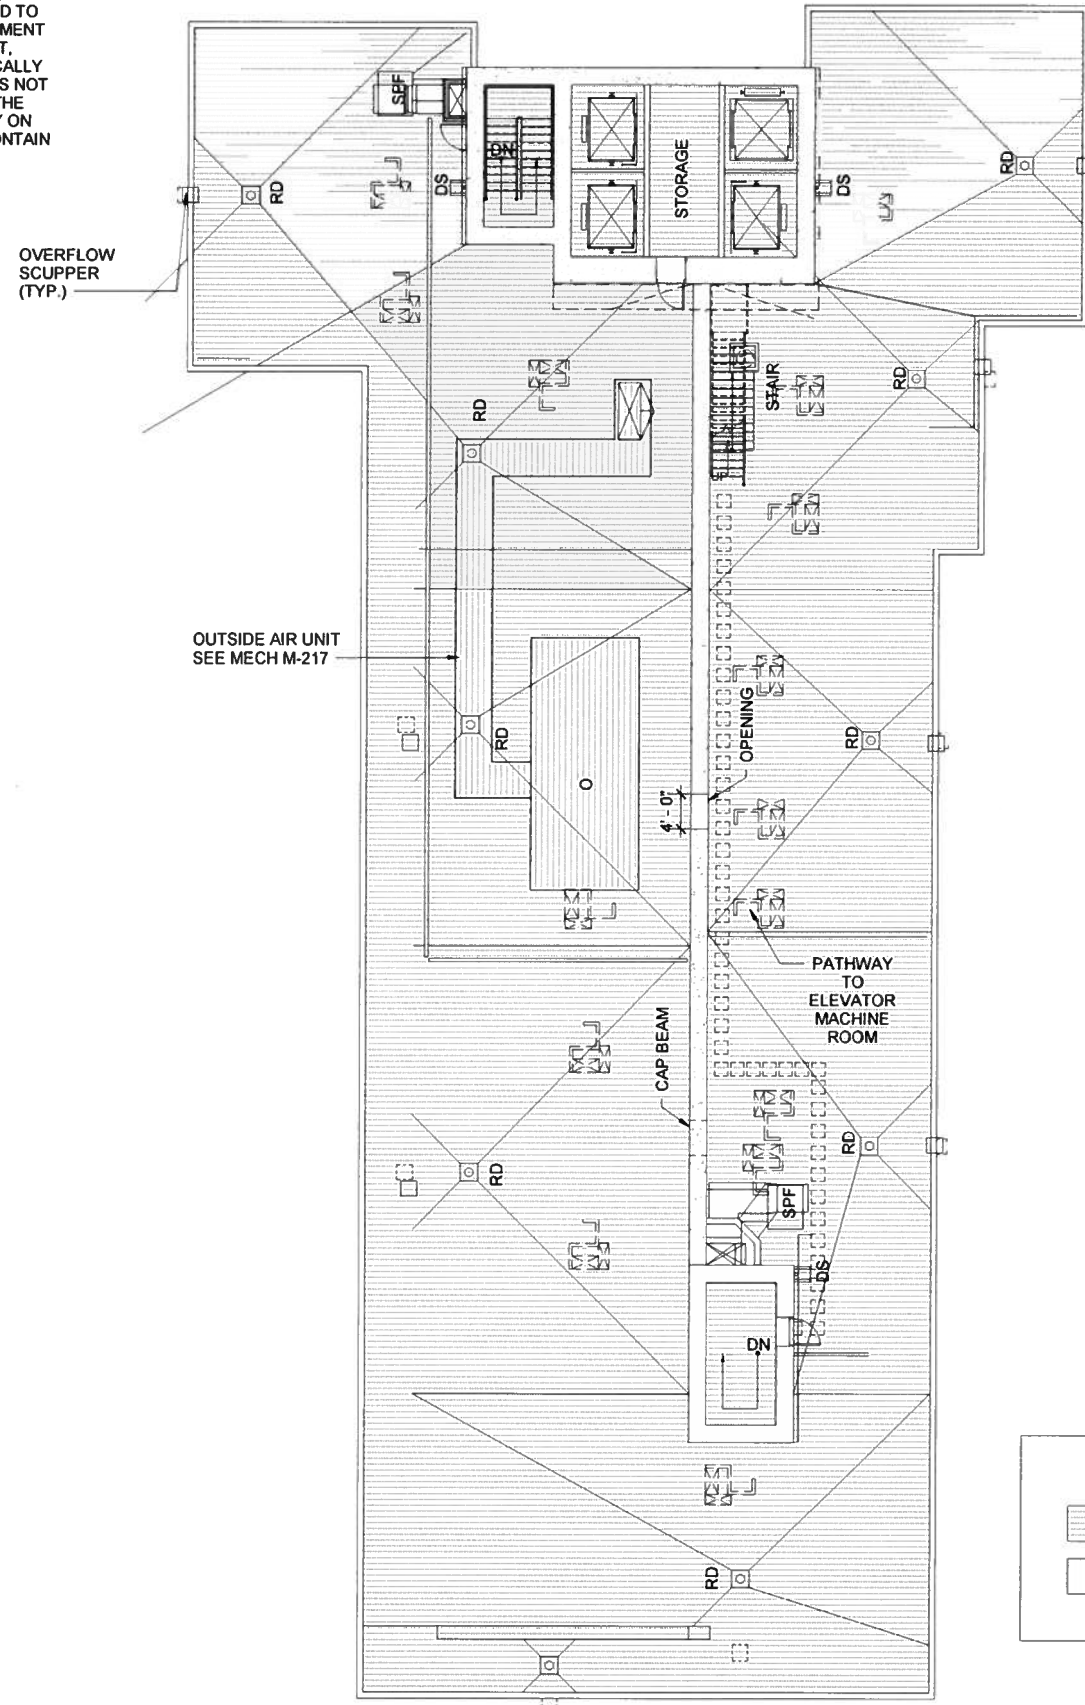 D TO
MENT
T,
CALLY
S NOT
THE
Y ON
ONTAIN
SPF
DN
STORAGE
RD
DS
DS
RD
OVERFLOW
SCUPPER
(TYP.)
RD
STAIR
RD
OUTSIDE AIR UNIT
SEE MECH M-217
RD
OPENING
RD
O
4' - 0"
PATHWAY
TO
ELEVATOR
MACHINE
ROOM
CAP BEAM
RD
RD
SPF
DS
DN
RD